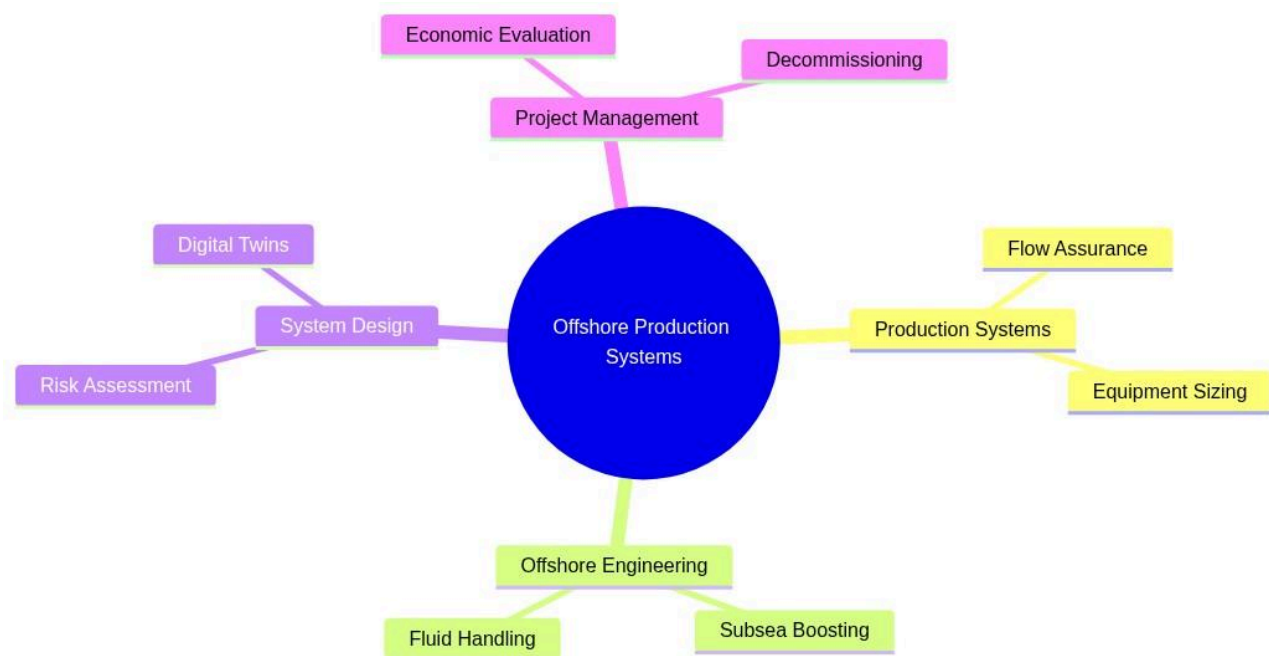 Economic Evaluation
Decommissioning
Project Management
Digital Twins
Flow Assurance
System Design
Offshore Production
Systems
Production Systems
Risk Assessment
Equipment Sizing
Offshore Engineering
Fluid Handling
Subsea Boosting